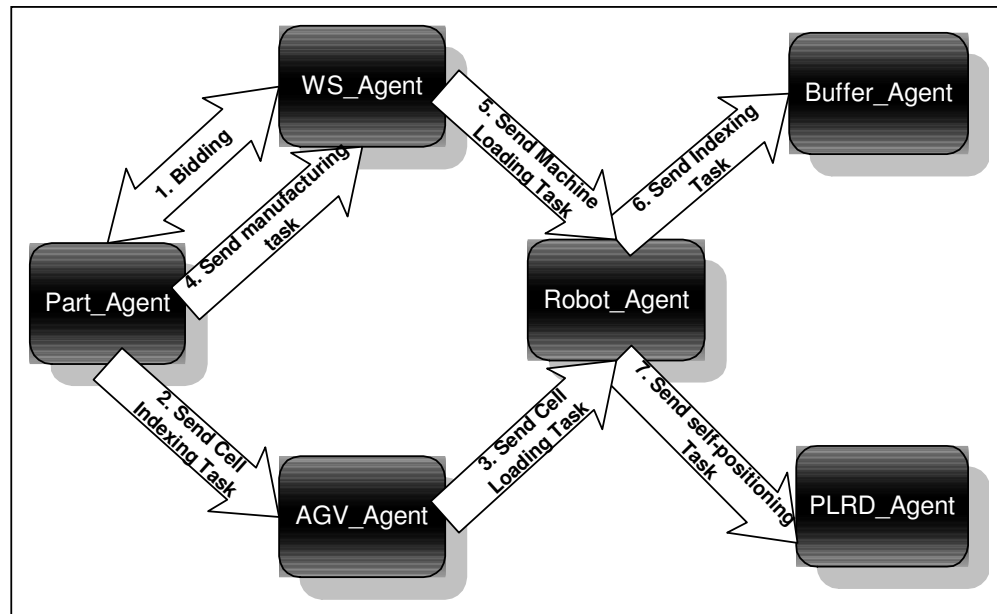 WS_Agent
Buffer_Agent
1. Bidding
4. Send manufacturing
task
5. Send Machine
Loading Task
6. Send Indexing
Task
Part_Agent
Robot_Agent
2. Send Cell
Indexing Task
3. Send Cell
Loading Task
7. Send self-positioning
Task
AGV_Agent
PLRD_Agent